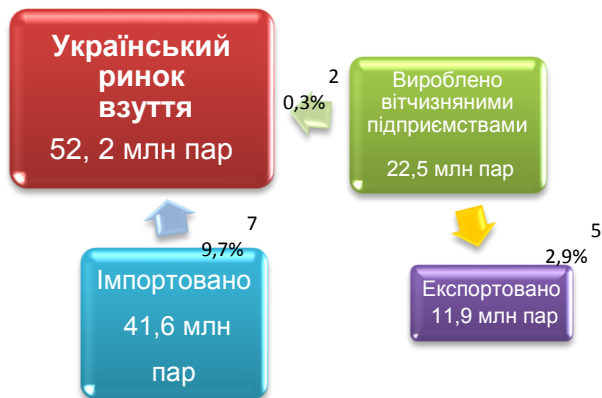 Український
ринок
взуття
52, 2 млн пар
2
0,3%
Вироблено
вітчизняними
підприємствами
22,5 млн пар
7
9,7%
Імпортовано
41,6 млн
пар
5
2,9%
Експортовано
11,9 млн пар